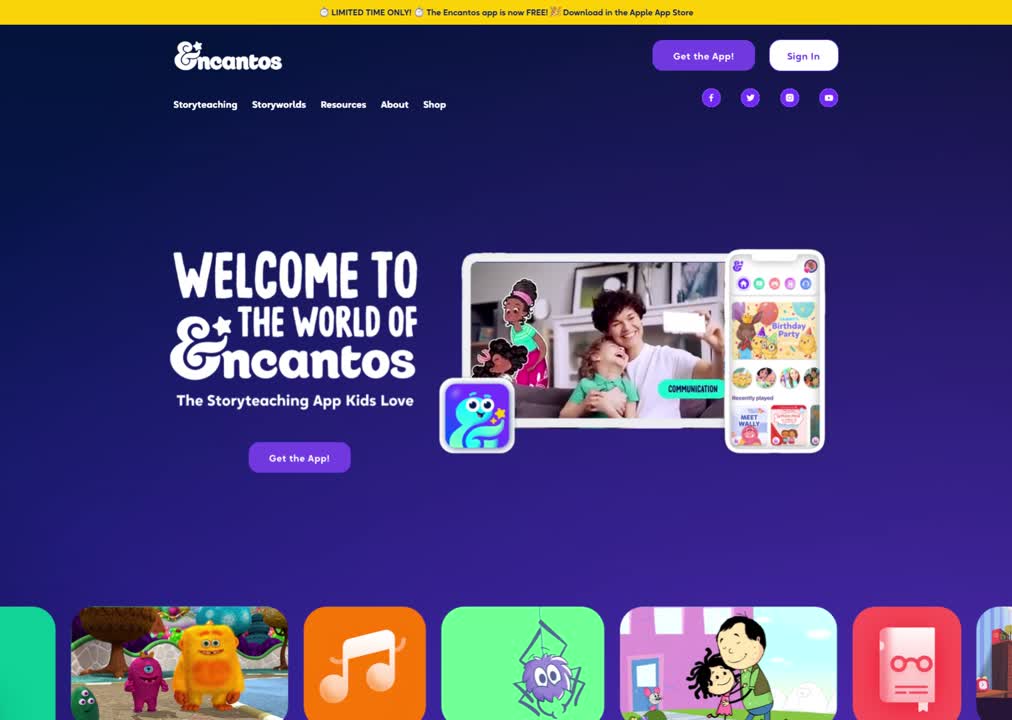 LIMITED TIME ONLY! The Encantos app is now FREE! Download in the Apple App Store
Encantos
Get the App!
Sign In
Storyteaching
Storyworlds
Resources
About
Shop
WELCOME TO
THE WORLD OF
Encantos
The Storyteaching App Kids Love
Get the App!
COMMUNICATION
Birthday
Party
Recently played
MEET
WALLY